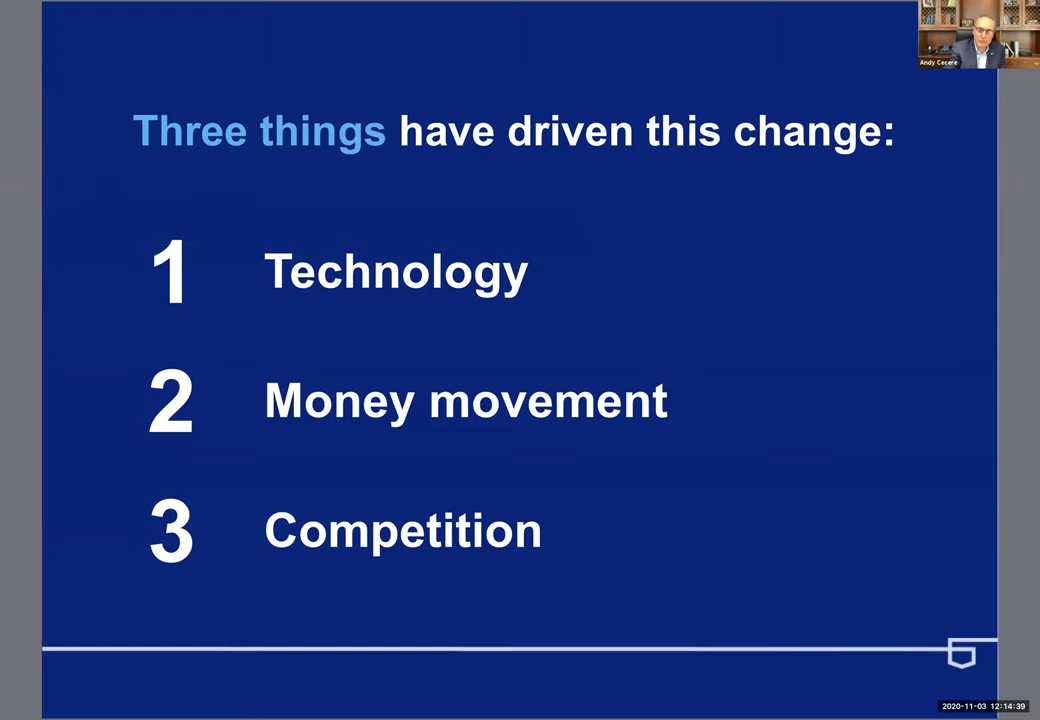 Andy Cecere
Three things have driven this change:
1 Technology
2 Money movement
3 Competition
2020-11-03 12:14:39